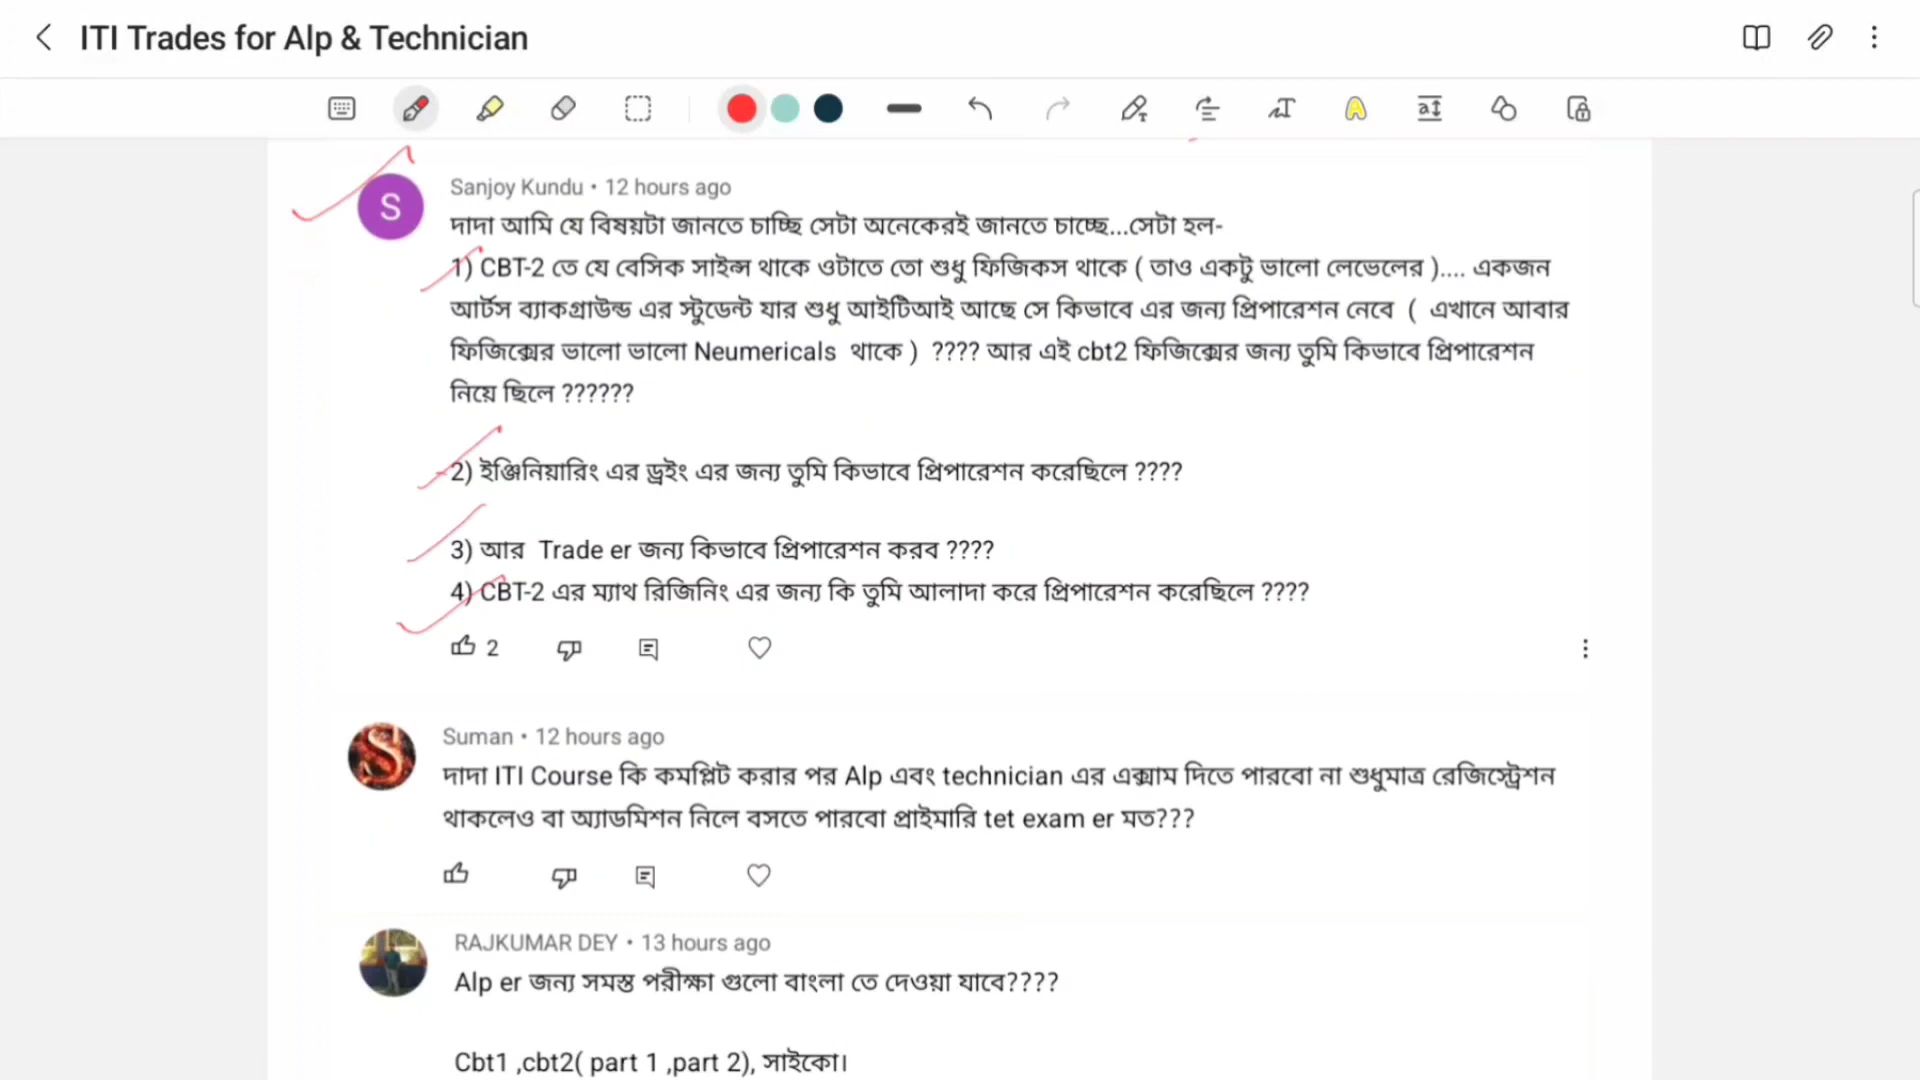 ITI Trades for Alp & Technician
S
Sanjoy Kundu • 12 hours ago
দাদা আমি যে বিষয়টা জানতে চাচ্ছি সেটা অনেকেরই জানতে চাচ্ছে...সেটা হল-
1) CBT-2 তে যে বেসিক সাইন্স থাকে ওটাতে তো শুধু ফিজিকস থাকে ( তাও একটু ভালো লেভেলের ).... একজন
আর্টস ব্যাকগ্রাউন্ড এর স্টুডেন্ট যার শুধু আইটিআই আছে সে কিভাবে এর জন্য প্রিপারেশন নেবে ( এখানে আবার
ফিজিক্সের ভালো ভালো Neumericals থাকে ) ???? আর এই cbt2 ফিজিক্সের জন্য তুমি কিভাবে প্রিপারেশন
নিয়ে ছিলে ??????
2) ইঞ্জিনিয়ারিং এর ড্রইং এর জন্য তুমি কিভাবে প্রিপারেশন করেছিলে ????
3) আর Trade er জন্য কিভাবে প্রিপারেশন করব ????
4) CBT-2 এর ম্যাথ রিজিনিং এর জন্য কি তুমি আলাদা করে প্রিপারেশন করেছিলে ????
2
Suman • 12 hours ago
দাদা ITI Course কি কমপ্লিট করার পর Alp এবং technician এর এক্সাম দিতে পারবো না শুধুমাত্র রেজিস্ট্রেশন
থাকলেও বা অ্যাডমিশন নিলে বসতে পারবো প্রাইমারি tet exam er মত???
RAJKUMAR DEY • 13 hours ago
Alp er জন্য সমস্ত পরীক্ষা গুলো বাংলা তে দেওয়া যাবে????
Cbt1 ,cbt2( part 1 ,part 2), সাইকো।